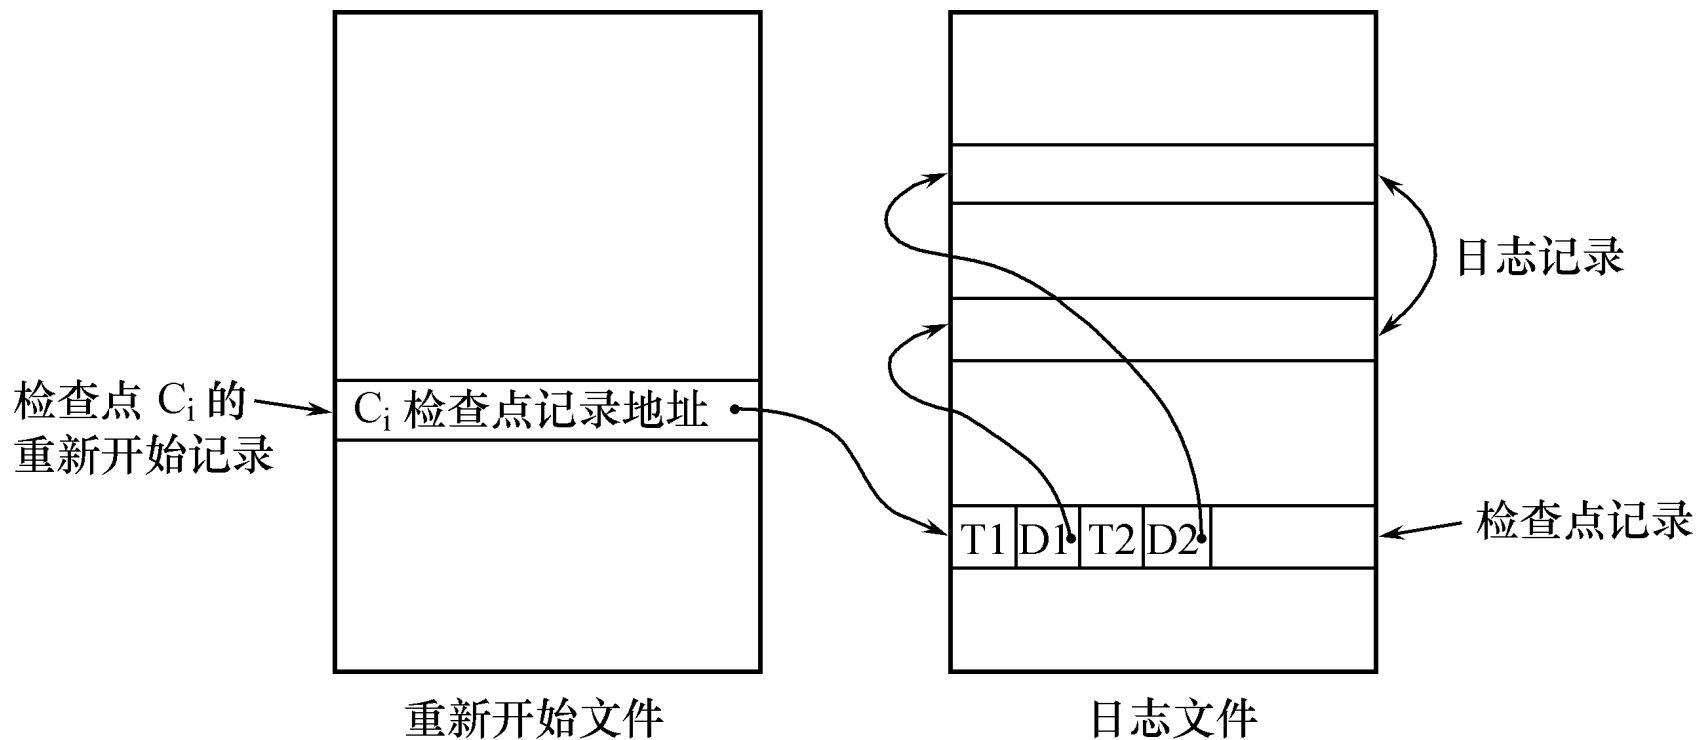 检查点 Ci 的
重新开始记录
Ci 检查点记录地址
重新开始文件
日志记录
T1 D1 T2 D2
检查点记录
日志文件